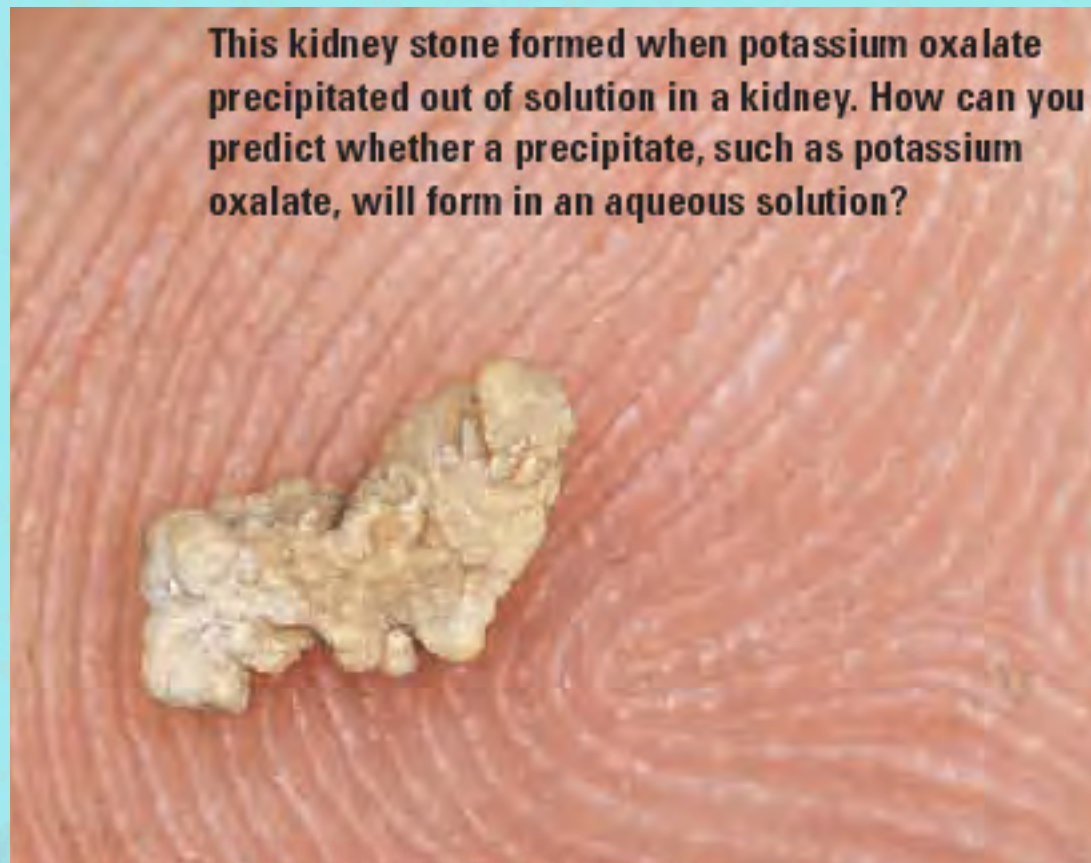 This kidney stone formed when potassium oxalate
precipitated out of solution in a kidney. How can you
predict whether a precipitate, such as potassium
oxalate, will form in an aqueous solution?